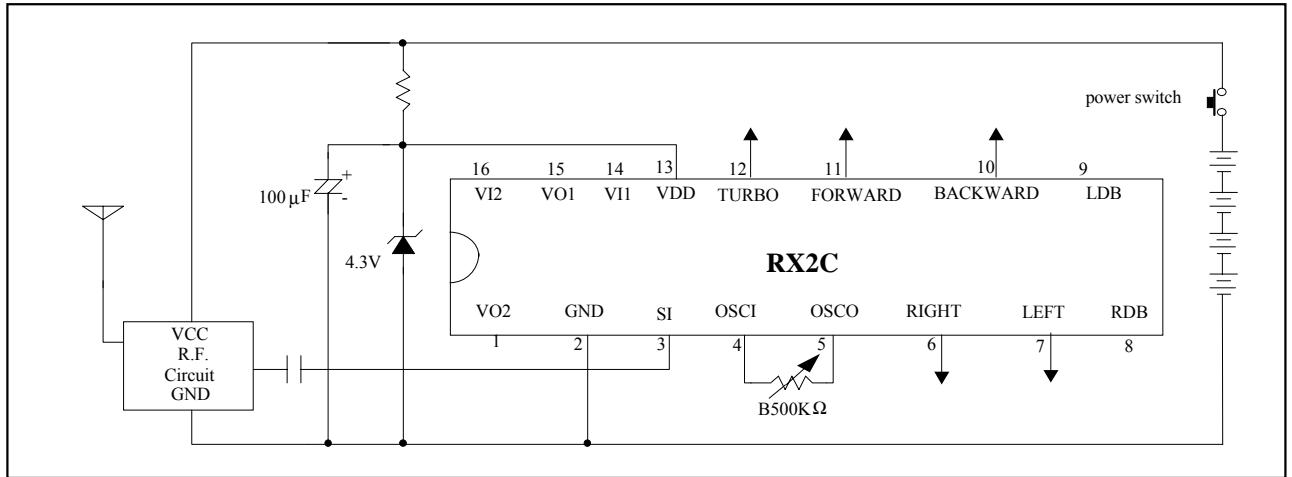 power switch
16 15 14 13 12 11 10 9
VI2 VO1 VI1 VDD TURBO FORWARD BACKWARD LDB
100μF
+
-
4.3V
RX2C
VO2 GND SI OSCI OSCO RIGHT LEFT RDB
1 2 3 4 5 6 7 8
VCC
R.F.
Circuit
GND
B500KΩ